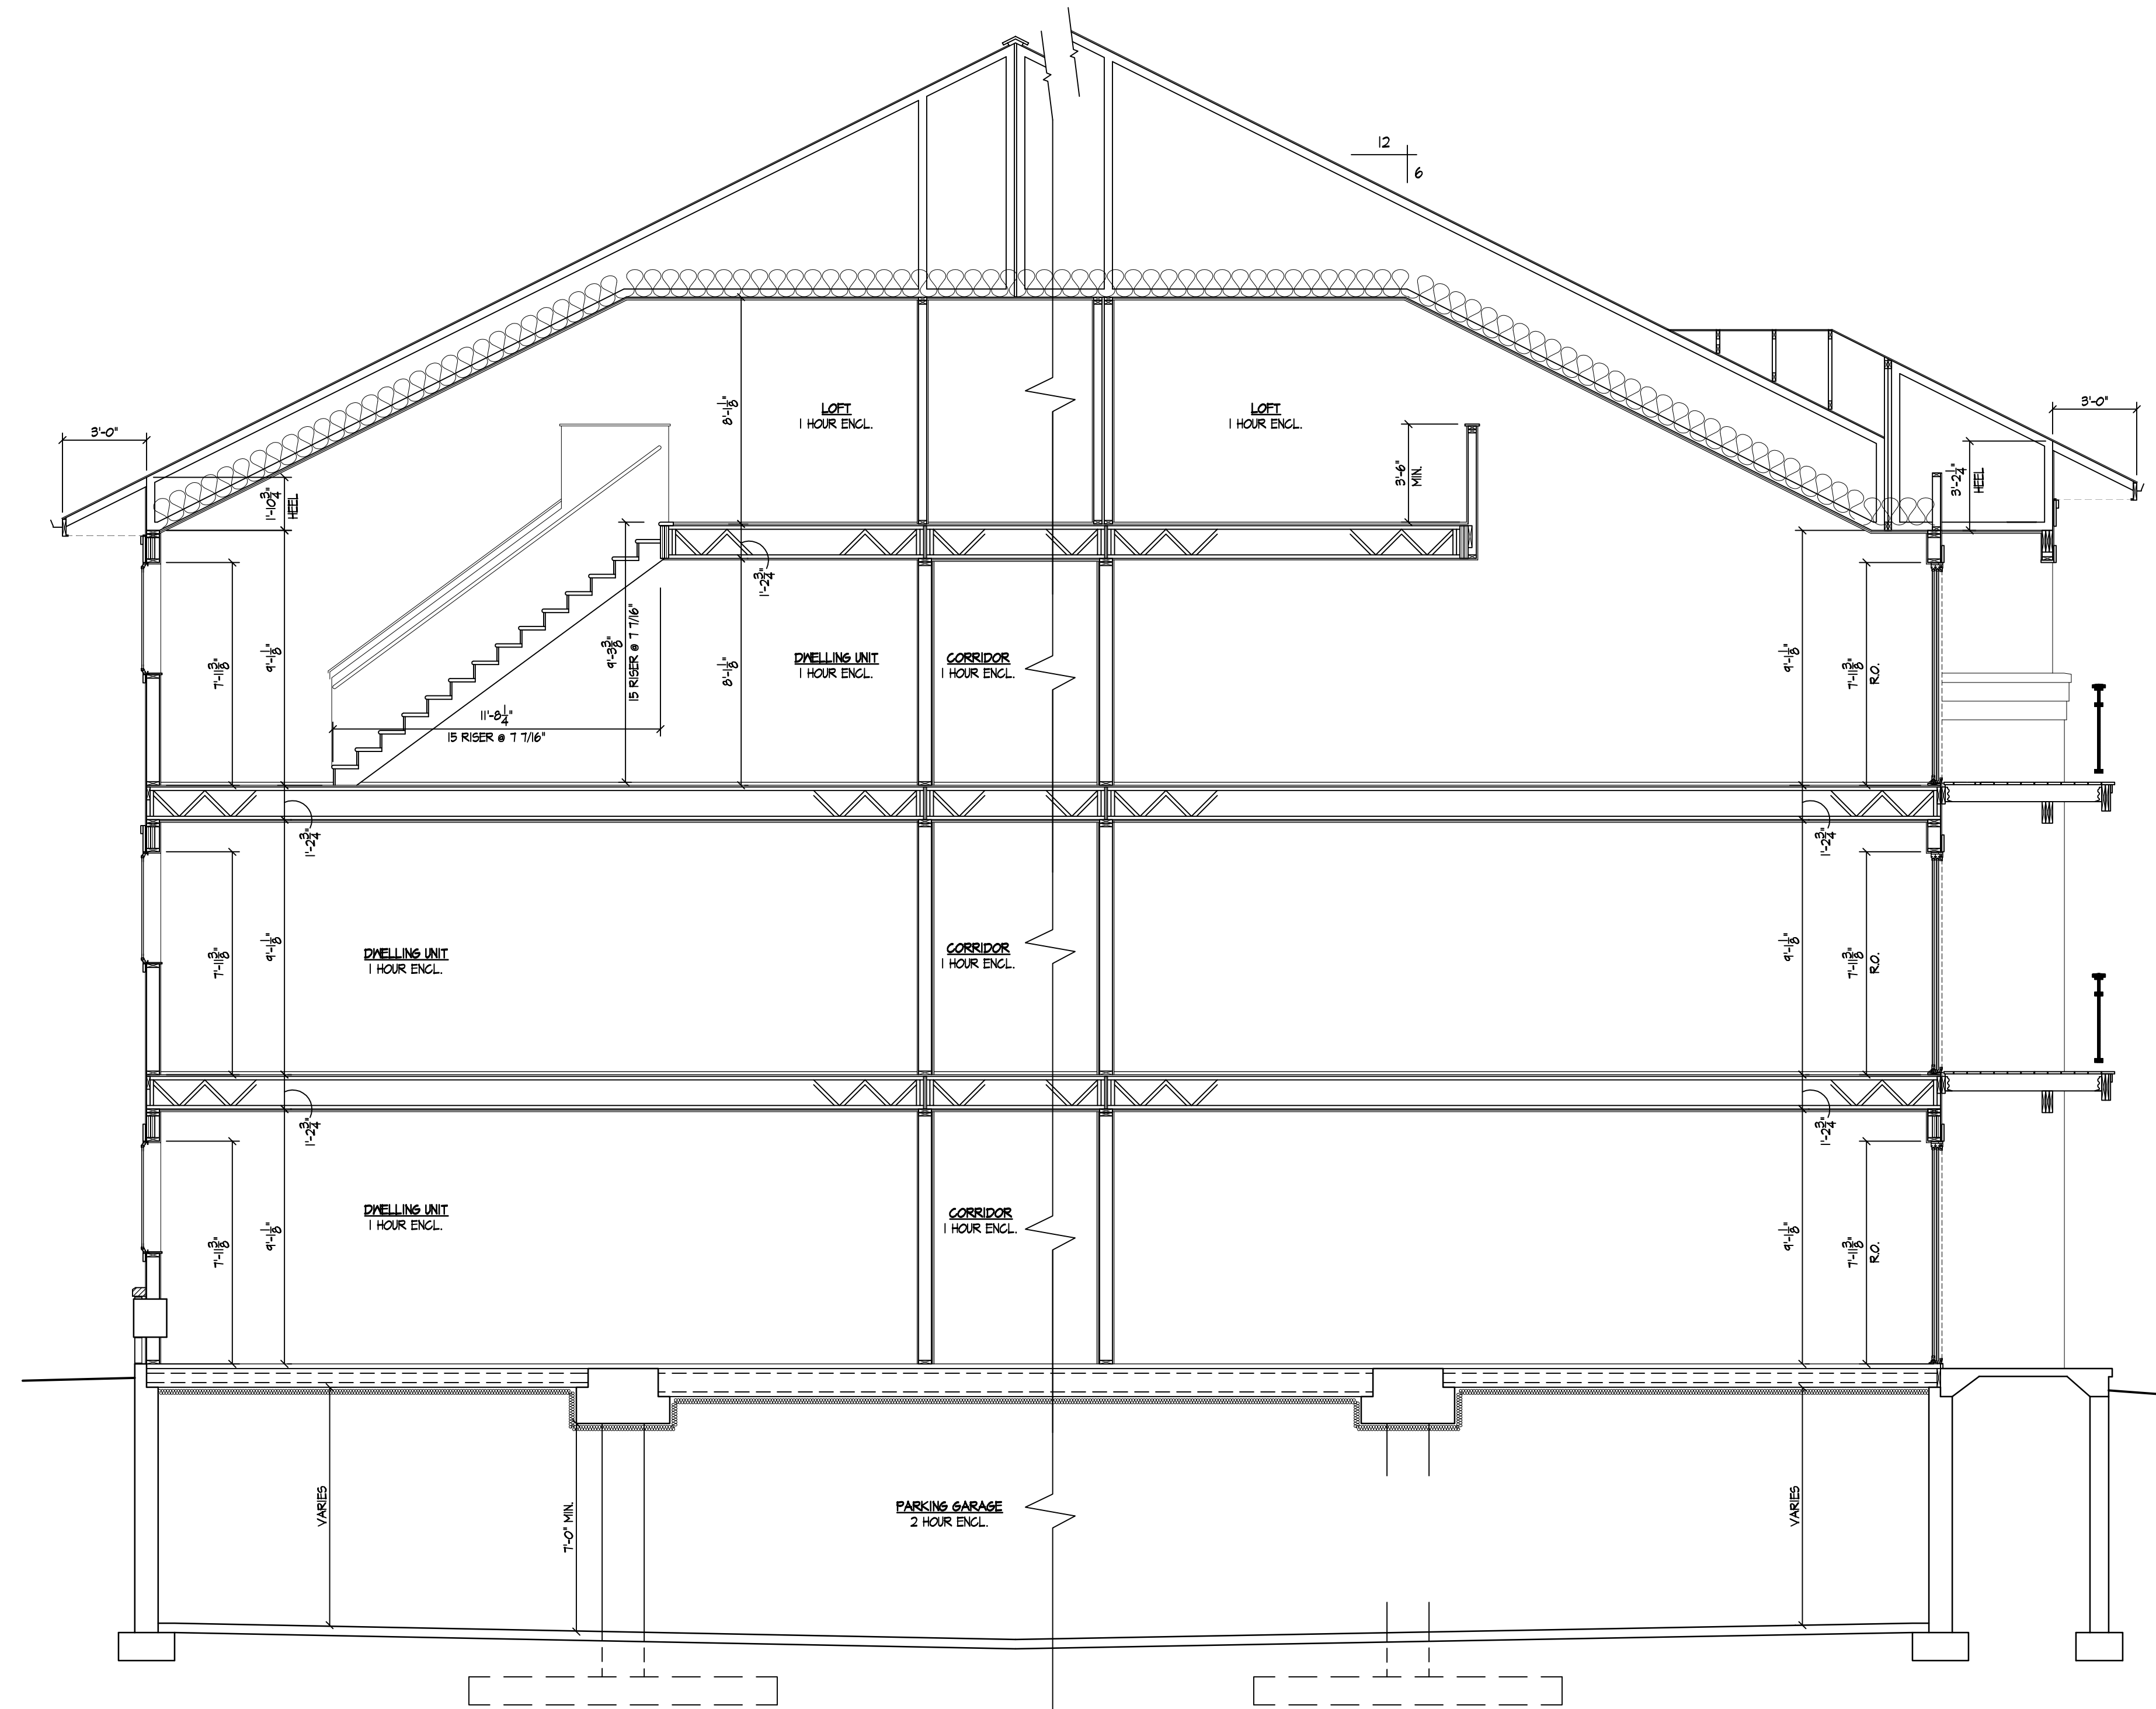 12
6
3'-0"
3'-0"
LOFT
1 HOUR ENCL.
LOFT
1 HOUR ENCL.
8'-1 1/8"
3'-6"
MIN.
1'-10 3/4"
HEEL
3'-2 1/4"
HEEL
1'-2 3/4"
9'-3 3/8"
15 RISER @ 7 7/16"
7'-11 3/8"
9'-1 1/8"
8'-1 1/8"
DWELLING UNIT
1 HOUR ENCL.
CORRIDOR
1 HOUR ENCL.
9'-1 1/8"
7'-11 3/8"
R.O.
11'-8 1/4"
15 RISER @ 7 7/16"
1'-2 3/4"
1'-2 3/4"
7'-11 3/8"
9'-1 1/8"
DWELLING UNIT
1 HOUR ENCL.
CORRIDOR
1 HOUR ENCL.
9'-1 1/8"
7'-11 3/8"
R.O.
1'-2 3/4"
1'-2 3/4"
7'-11 3/8"
9'-1 1/8"
DWELLING UNIT
1 HOUR ENCL.
CORRIDOR
1 HOUR ENCL.
9'-1 1/8"
7'-11 3/8"
R.O.
VARIES
7'-0" MIN.
PARKING GARAGE
2 HOUR ENCL.
VARIES